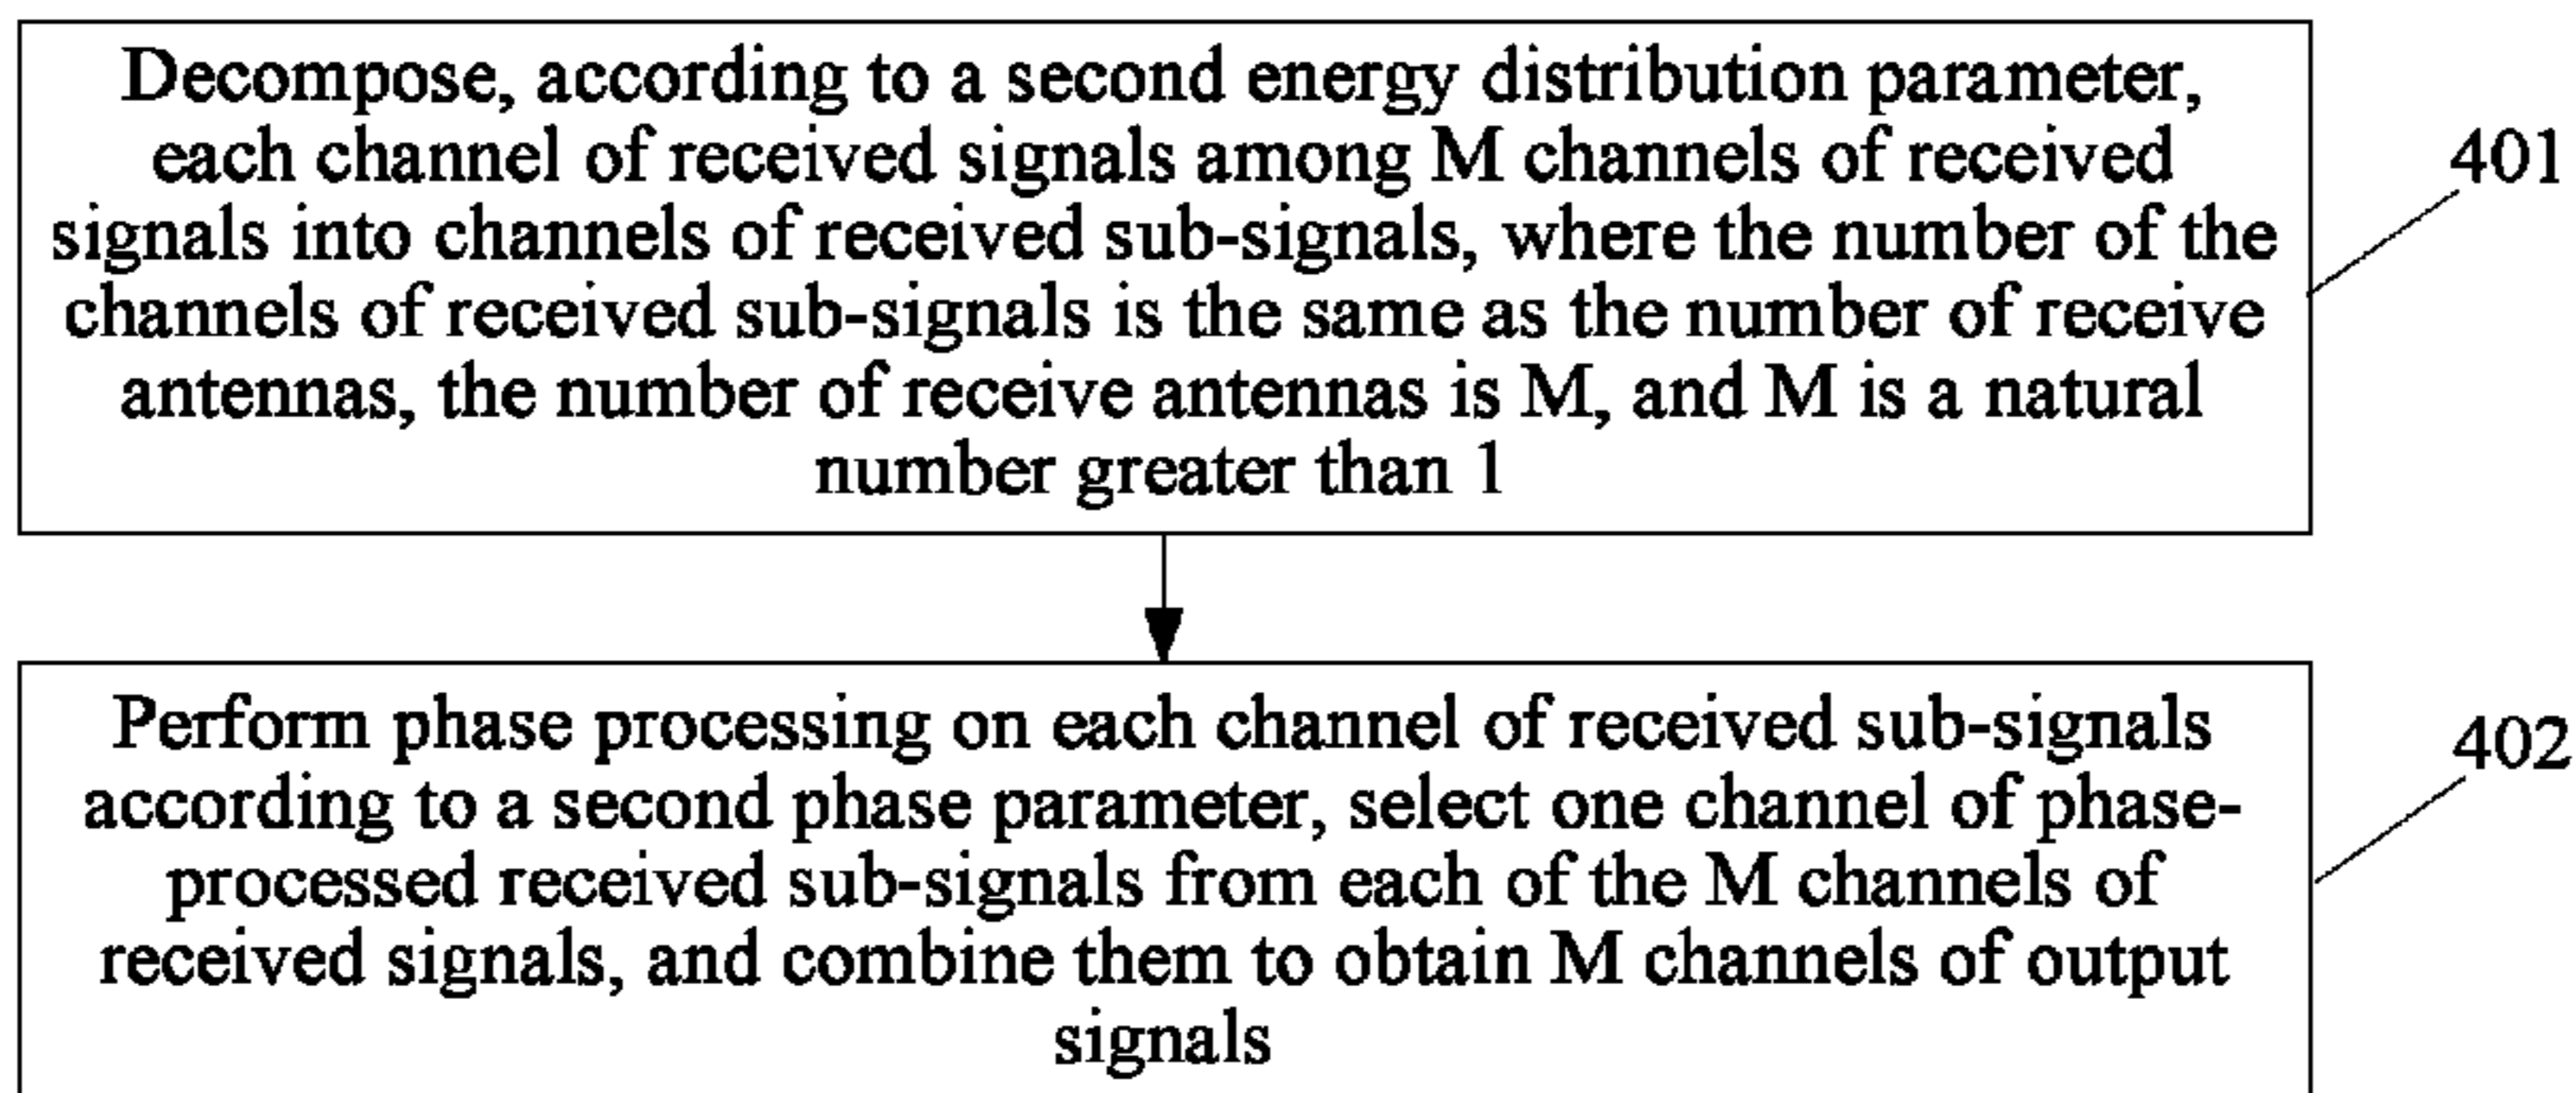 Decompose, according to a second energy distribution parameter,
each channel of received signals among M channels of received
signals into channels of received sub-signals, where the number of the
channels of received sub-signals is the same as the number of receive
antennas, the number of receive antennas is M, and M is a natural
number greater than 1
401
Perform phase processing on each channel of received sub-signals
according to a second phase parameter, select one channel of phase-
processed received sub-signals from each of the M channels of
received signals, and combine them to obtain M channels of output
signals
402